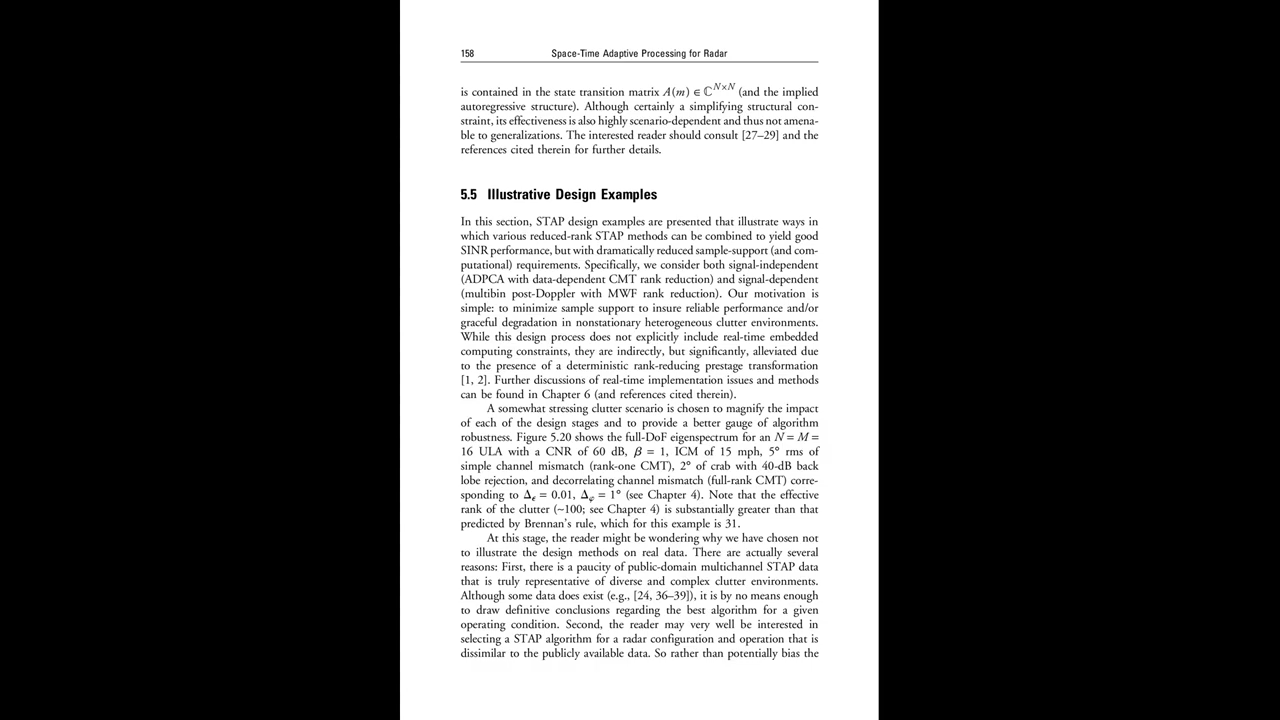 158 Space-Time Adaptive Processing for Radar
is contained in the state transition matrix A(m) ∈ ℂ^{N×N} (and the implied
autoregressive structure). Although certainly a simplifying structural con-
straint, its effectiveness is also highly scenario-dependent and thus not amena-
ble to generalizations. The interested reader should consult [27–29] and the
references cited therein for further details.
5.5 Illustrative Design Examples
In this section, STAP design examples are presented that illustrate ways in
which various reduced-rank STAP methods can be combined to yield good
SINR performance, but with dramatically reduced sample-support (and com-
putational) requirements. Specifically, we consider both signal-independent
(ADPCA with data-dependent CMT rank reduction) and signal-dependent
(multibin post-Doppler with MWF rank reduction). Our motivation is
simple: to minimize sample support to insure reliable performance and/or
graceful degradation in nonstationary heterogeneous clutter environments.
While this design process does not explicitly include real-time embedded
computing constraints, they are indirectly, but significantly, alleviated due
to the presence of a deterministic rank-reducing prestage transformation
[1, 2]. Further discussions of real-time implementation issues and methods
can be found in Chapter 6 (and references cited therein).
A somewhat stressing clutter scenario is chosen to magnify the impact
of each of the design stages and to provide a better gauge of algorithm
robustness. Figure 5.20 shows the full-DoF eigenspectrum for an N = M =
16 ULA with a CNR of 60 dB, β = 1, ICM of 15 mph, 5° rms of
simple channel mismatch (rank-one CMT), 2° of crab with 40-dB back
lobe rejection, and decorrelating channel mismatch (full-rank CMT) corre-
sponding to Δ_ϵ = 0.01, Δ_φ = 1° (see Chapter 4). Note that the effective
rank of the clutter (~100; see Chapter 4) is substantially greater than that
predicted by Brennan's rule, which for this example is 31.
At this stage, the reader might be wondering why we have chosen not
to illustrate the design methods on real data. There are actually several
reasons: First, there is a paucity of public-domain multichannel STAP data
that is truly representative of diverse and complex clutter environments.
Although some data does exist (e.g., [24, 36–39]), it is by no means enough
to draw definitive conclusions regarding the best algorithm for a given
operating condition. Second, the reader may very well be interested in
selecting a STAP algorithm for a radar configuration and operation that is
dissimilar to the publicly available data. So rather than potentially bias the